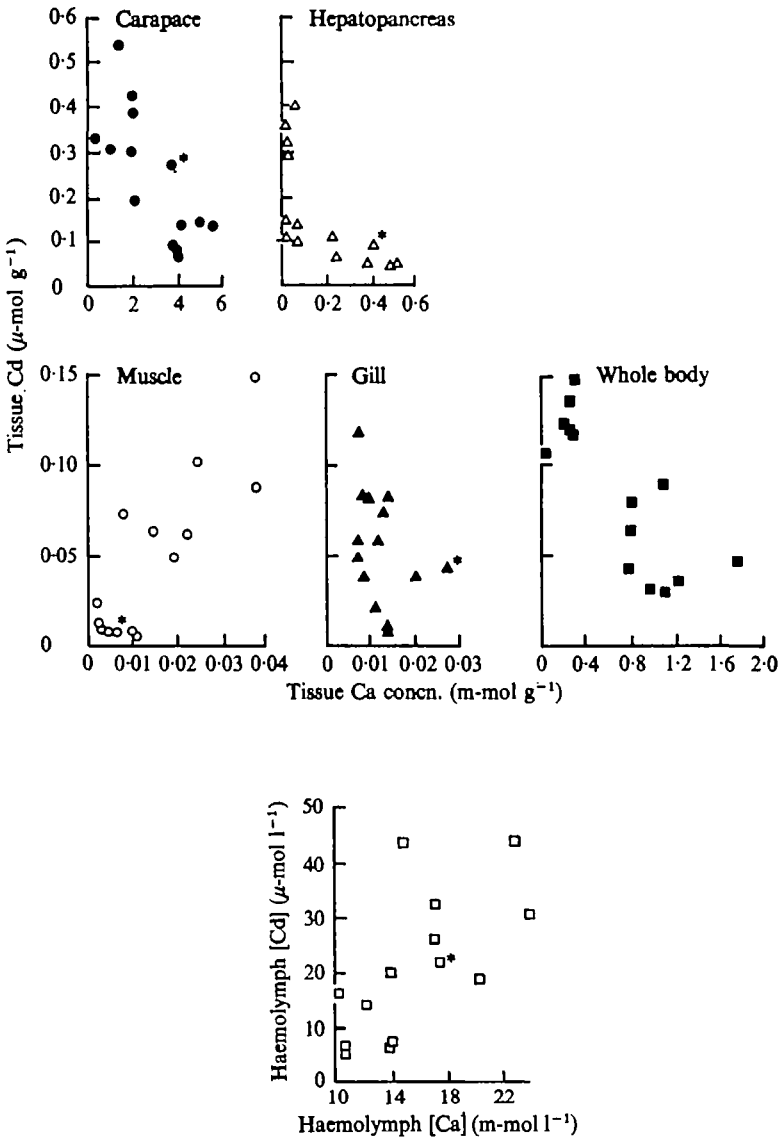 Carapace
Hepatopancreas
0·6
0·5
0·4
0·3
0·2
0·1
0
0 2 4 6
0 0·2 0·4 0·6
Tissue Cd (μ-mol g⁻¹)
Muscle
Gill
Whole body
0·15
0·10
0·05
0
0 0·01 0·02 0·03 0·04
0 0·01 0·02 0·03
0 0·4 0·8 1·2 1·6 2·0
Tissue Ca concn. (m-mol g⁻¹)
Haemolymph [Cd] (μ-mol l⁻¹)
50
40
30
20
10
0
10 14 18 22
Haemolymph [Ca] (m-mol l⁻¹)